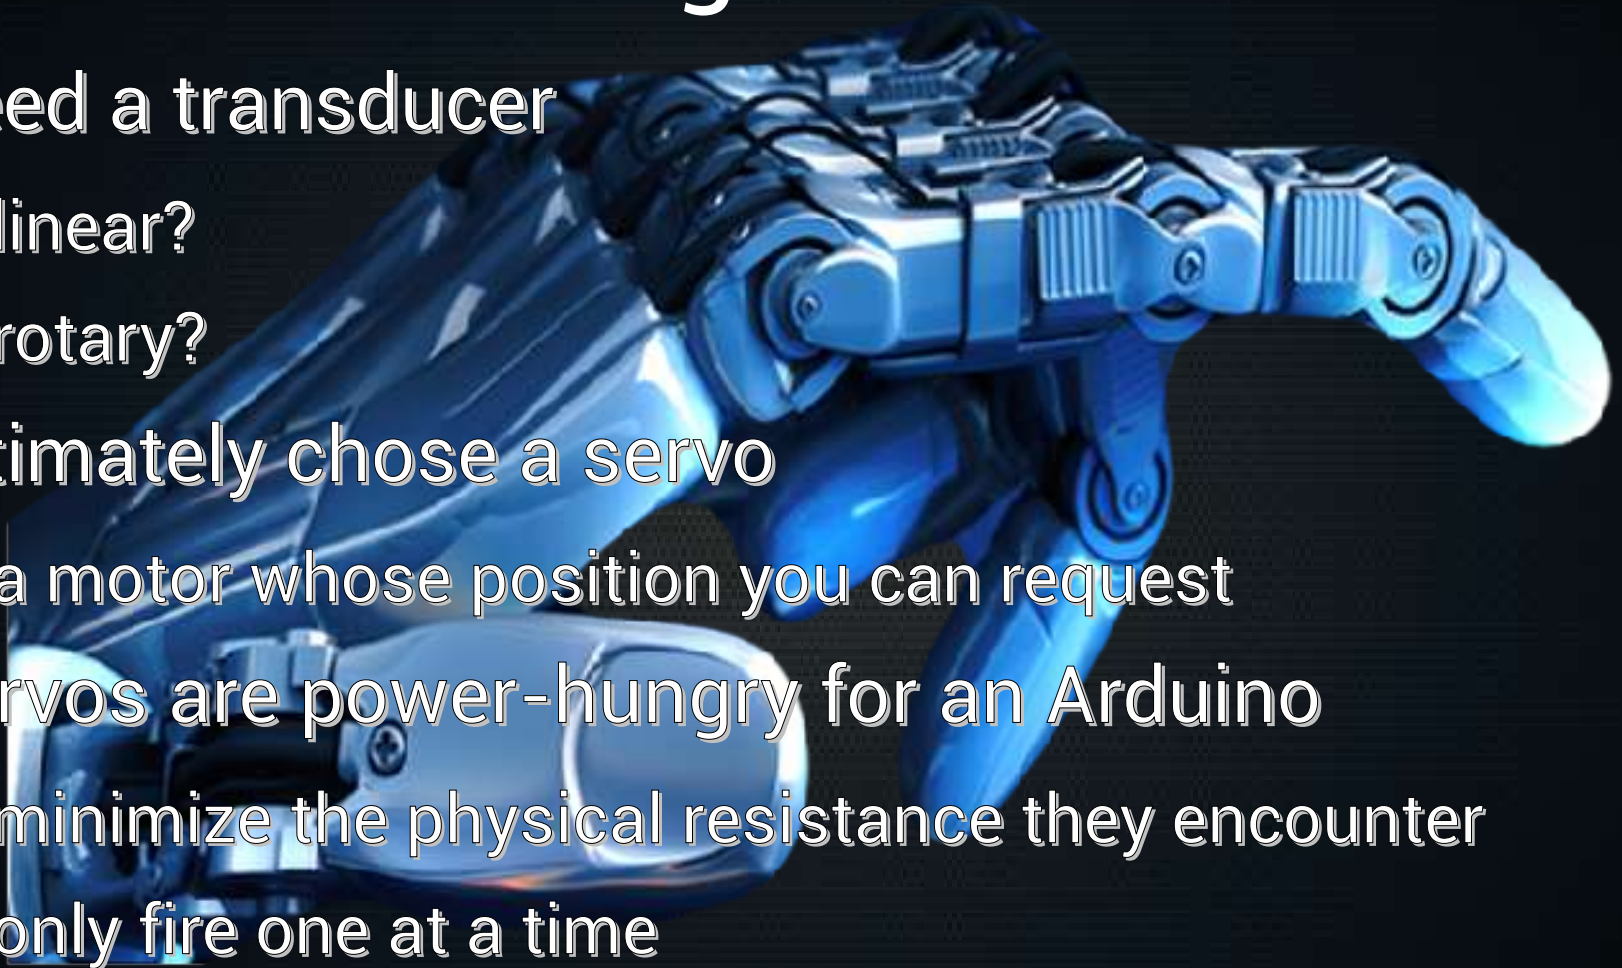 eed a transducer
linear?
rotary?
timately chose a servo
a motor whose position you can request
rvos are power-hungry for an Arduino
minimize the physical resistance they encounter
only fire one at a time